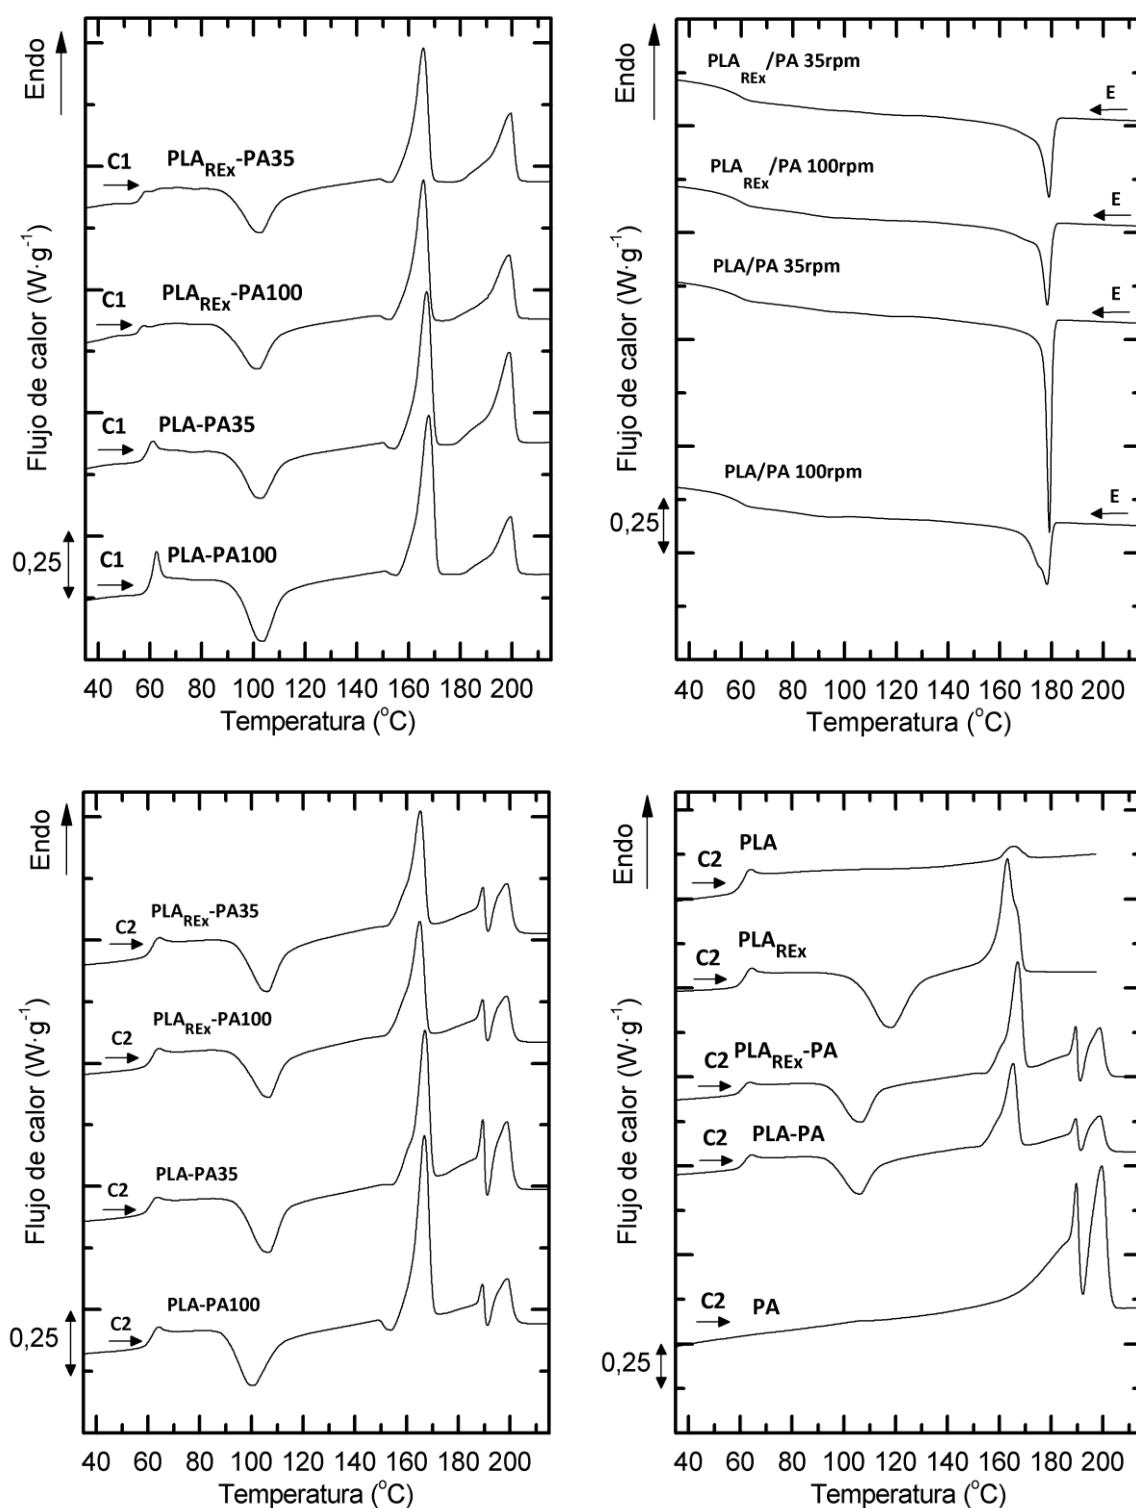 Endo
Flujo de calor (W·g-1)
C1
PLAREx-PA35
C1
PLAREx-PA100
C1
PLA-PA35
C1
PLA-PA100
0,25
40 60 80 100 120 140 160 180 200
Temperatura (oC)
Endo
Flujo de calor (W·g-1)
PLAREx/PA 35rpm
E
PLAREx/PA 100rpm
E
PLA/PA 35rpm
E
PLA/PA 100rpm
E
0,25
40 60 80 100 120 140 160 180 200
Temperatura (oC)
Endo
Flujo de calor (W·g-1)
PLAREx-PA35
C2
PLAREx-PA100
C2
PLA-PA35
C2
PLA-PA100
C2
0,25
40 60 80 100 120 140 160 180 200
Temperatura (oC)
Endo
Flujo de calor (W·g-1)
PLA
C2
PLAREx
C2
C2 PLAREx-PA
PLA-PA
C2
C2
PA
0,25
40 60 80 100 120 140 160 180 200
Temperatura (oC)